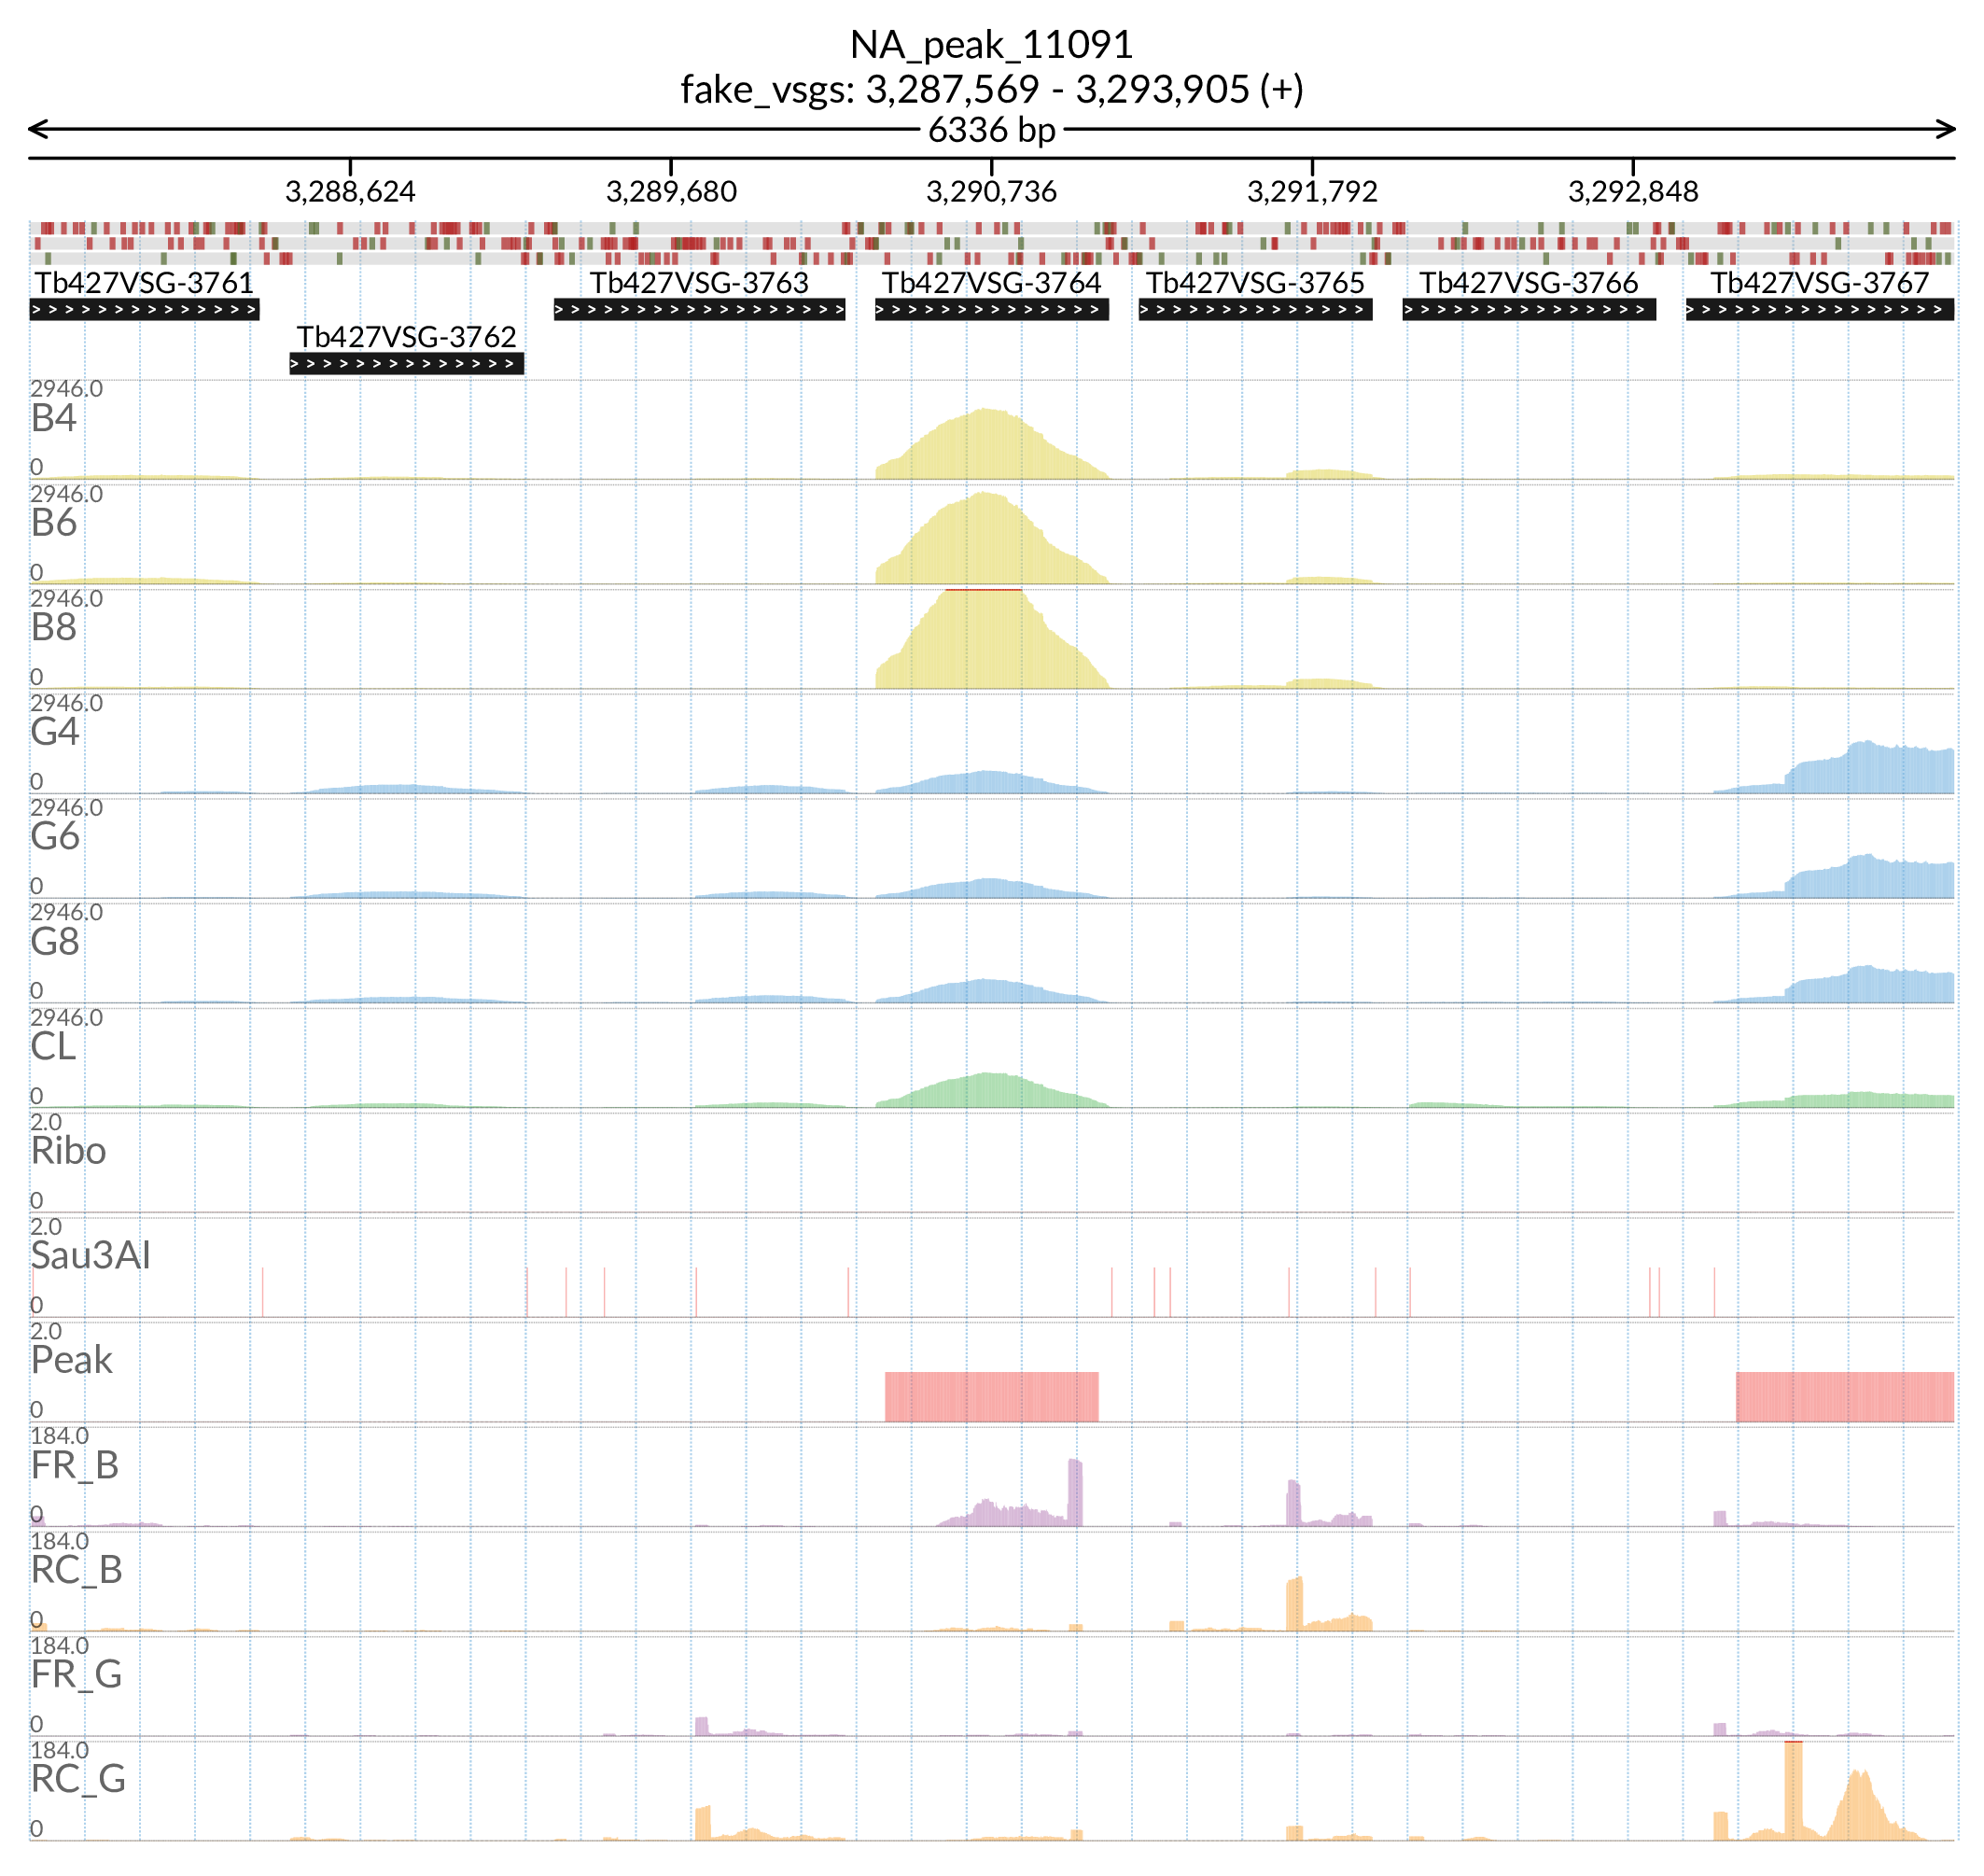 NA_peak_11091
fake_vsgs: 3,287,569 - 3,293,905 (+)
6336 bp
3,288,624 3,289,680 3,290,736 3,291,792 3,292,848
Tb427VSG-3761 Tb427VSG-3763 Tb427VSG-3764 Tb427VSG-3765 Tb427VSG-3766 Tb427VSG-3767
Tb427VSG-3762
2946.0
B4
0
2946.0
B6
0
2946.0
B8
0
2946.0
G4
0
2946.0
G6
0
2946.0
G8
0
2946.0
CL
0
2.0
Ribo
0
2.0
Sau3AI
0
2.0
Peak
0
184.0
FR_B
0
184.0
RC_B
0
184.0
FR_G
0
184.0
RC_G
0